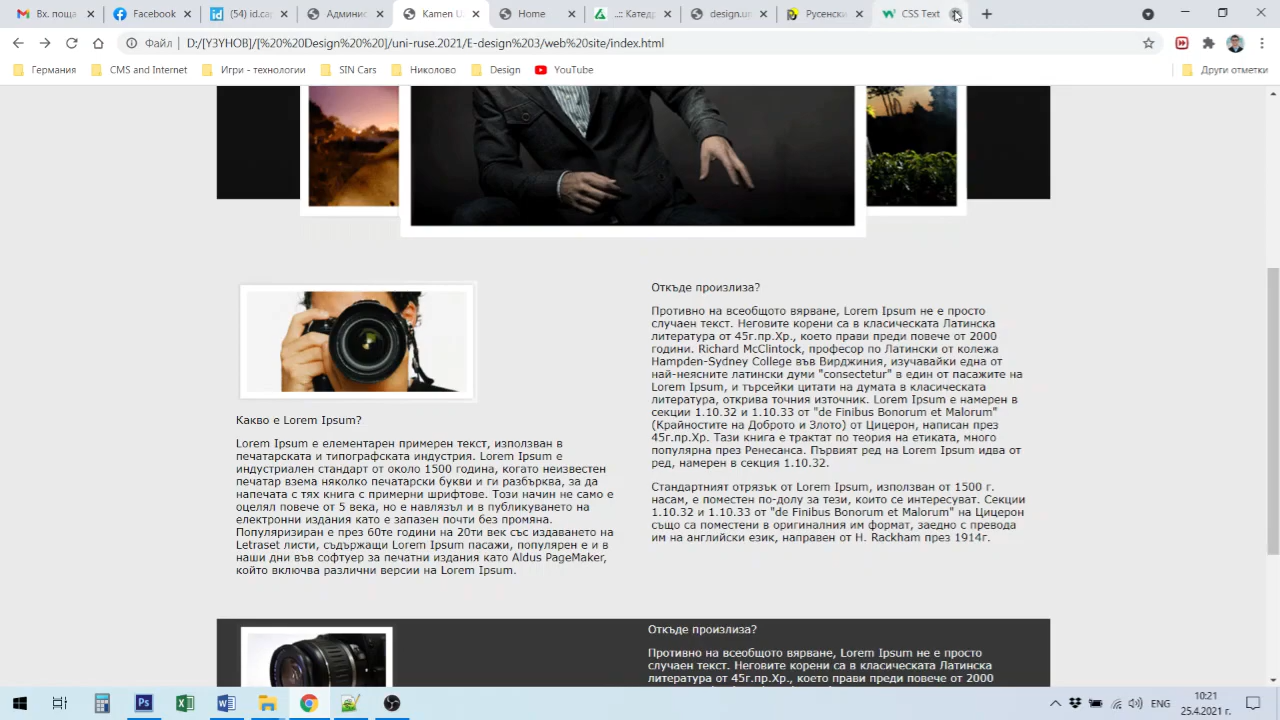 Вх. поща
Facebook
(54) id.cap
Админис
Kamen U
Home
..:: Катедр
design.un
Русенски
CSS Text
Файл
D:/[Y3YHOB]/[%20%20Design%20%20]/uni-ruse.2021/E-design03/web%20site/index.html
Германия
CMS and Internet
Игри - технологии
SIN Cars
Николово
Design
YouTube
Други отметки
Откъде произлиза?
Противно на всеобщото вярване, Lorem Ipsum не е просто
случаен текст. Неговите корени са в класическата Латинска
литература от 45г.пр.Хр., което прави преди повече от 2000
години. Richard McClintock, професор по Латински от колежа
Hampden-Sydney College във Вирджиния, изучавайки една от
най-неясните латински думи "consectetur" в един от пасажите на
Lorem Ipsum, и търсейки цитати на думата в класическата
литература, открива точния източник. Lorem Ipsum е намерен в
секции 1.10.32 и 1.10.33 от "de Finibus Bonorum et Malorum"
(Крайностите на Доброто и Злото) от Цицерон, написан през
45г.пр.Хр. Тази книга е трактат по теория на етиката, много
популярна през Ренесанса. Първият ред на Lorem Ipsum идва от
ред, намерен в секция 1.10.32.
Стандартният отрязък от Lorem Ipsum, използван от 1500 г.
насам, е поместен по-долу за тези, които се интересуват. Секции
1.10.32 и 1.10.33 от "de Finibus Bonorum et Malorum" на Цицерон
също са поместени в оригиналния им формат, заедно с превода
им на английски език, направен от H. Rackham през 1914г.
Какво е Lorem Ipsum?
Lorem Ipsum е елементарен примерен текст, използван в
печатарската и типографската индустрия. Lorem Ipsum е
индустриален стандарт от около 1500 година, когато неизвестен
печатар взема няколко печатарски букви и ги разбърква, за да
напечата с тях книга с примерни шрифтове. Този начин не само е
оцелял повече от 5 века, но е навлязъл и в публикуването на
електронни издания като е запазен почти без промяна.
Популяризиран е през 60те години на 20ти век със издаването на
Letraset листи, съдържащи Lorem Ipsum пасажи, популярен е и в
наши дни във софтуер за печатни издания като Aldus PageMaker,
който включва различни версии на Lorem Ipsum.
Откъде произлиза?
Противно на всеобщото вярване, Lorem Ipsum не е просто
случаен текст. Неговите корени са в класическата Латинска
литература от 45г.пр.Хр., което прави преди повече от 2000
ENG
10:21
25.4.2021 г.